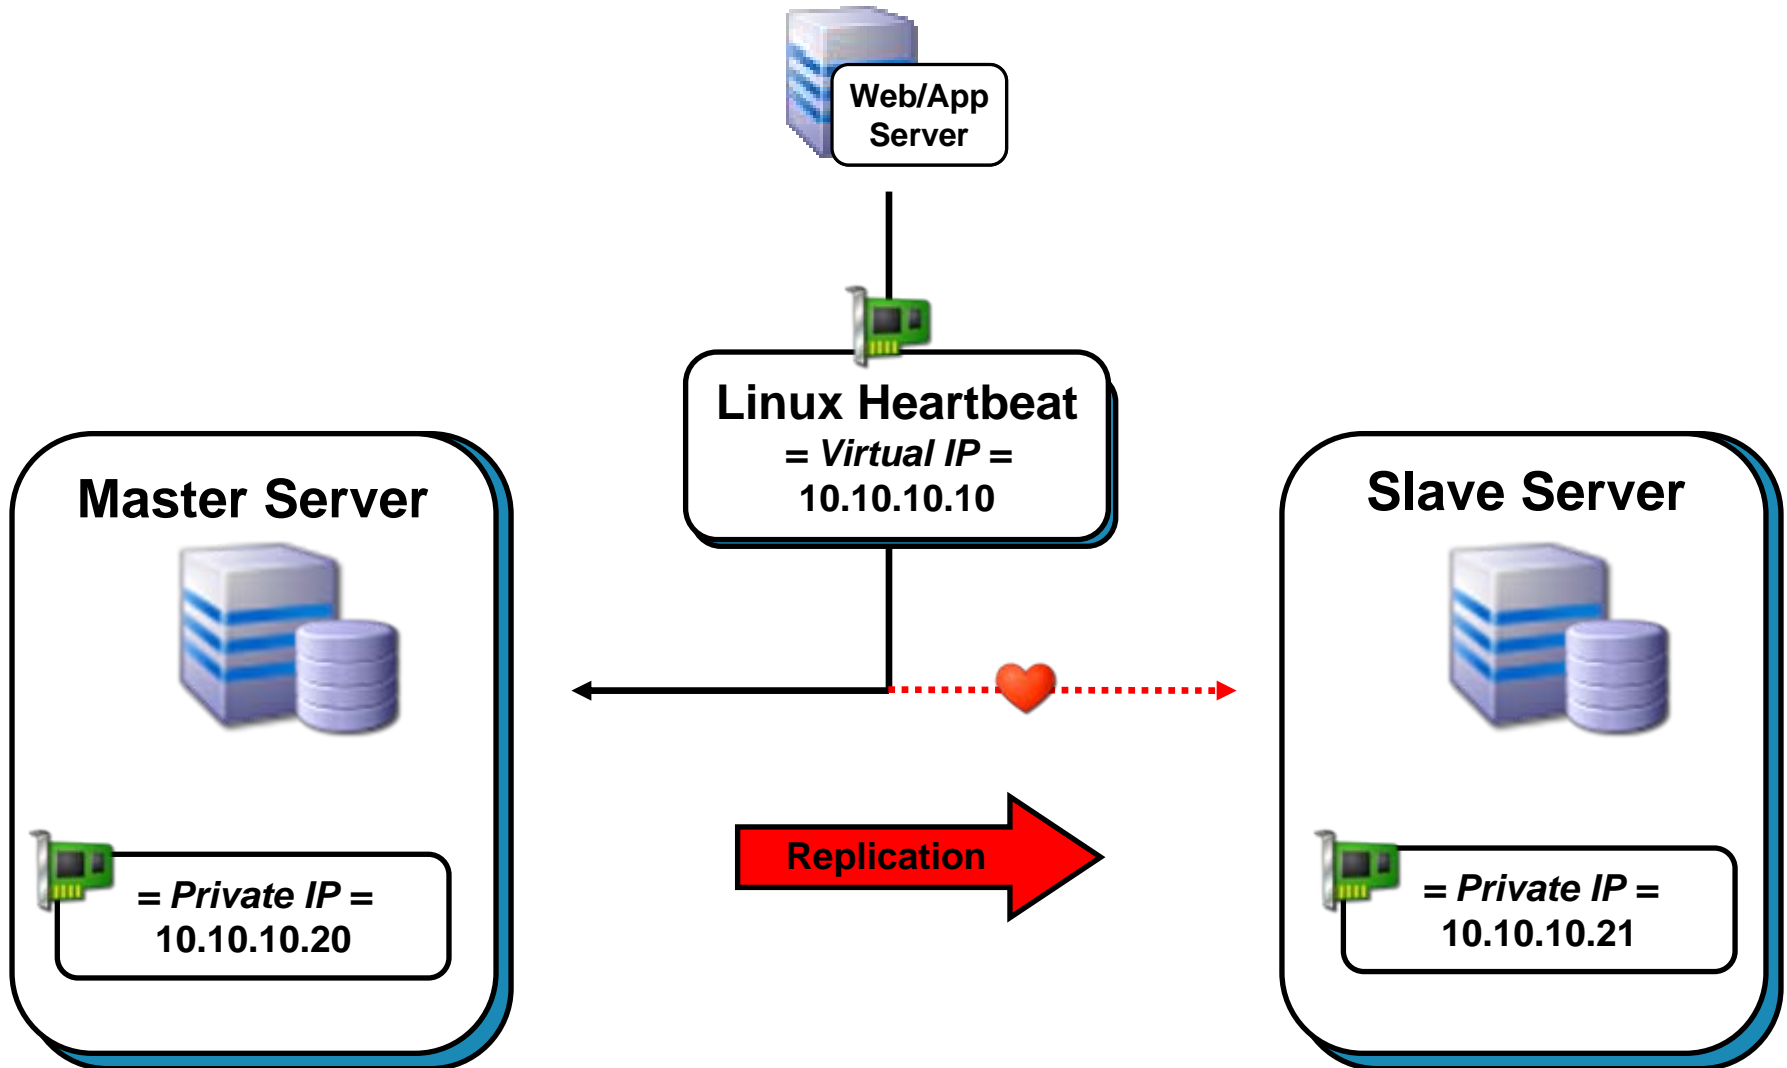 Web/App
Server
Linux Heartbeat
= Virtual IP =
10.10.10.10
Master Server
Slave Server
Replication
= Private IP =
10.10.10.20
= Private IP =
10.10.10.21